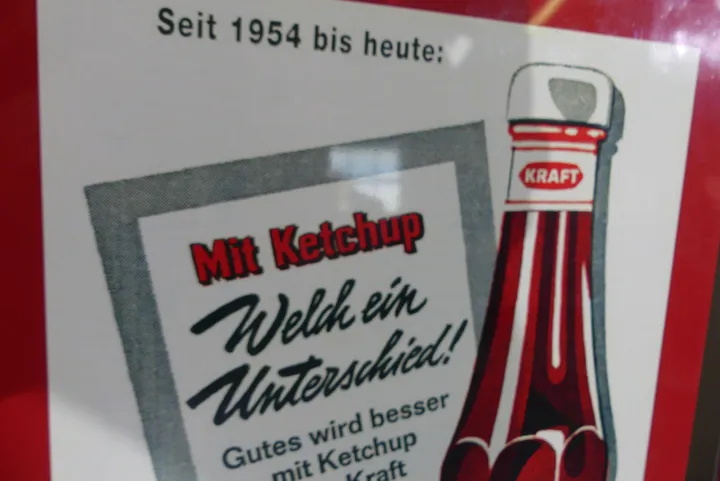 Seit 1954 bis heute:
KRAFT
Mit Ketchup
Welch ein
Unterschied!
Gutes wird besser
mit Ketchup
Kraft